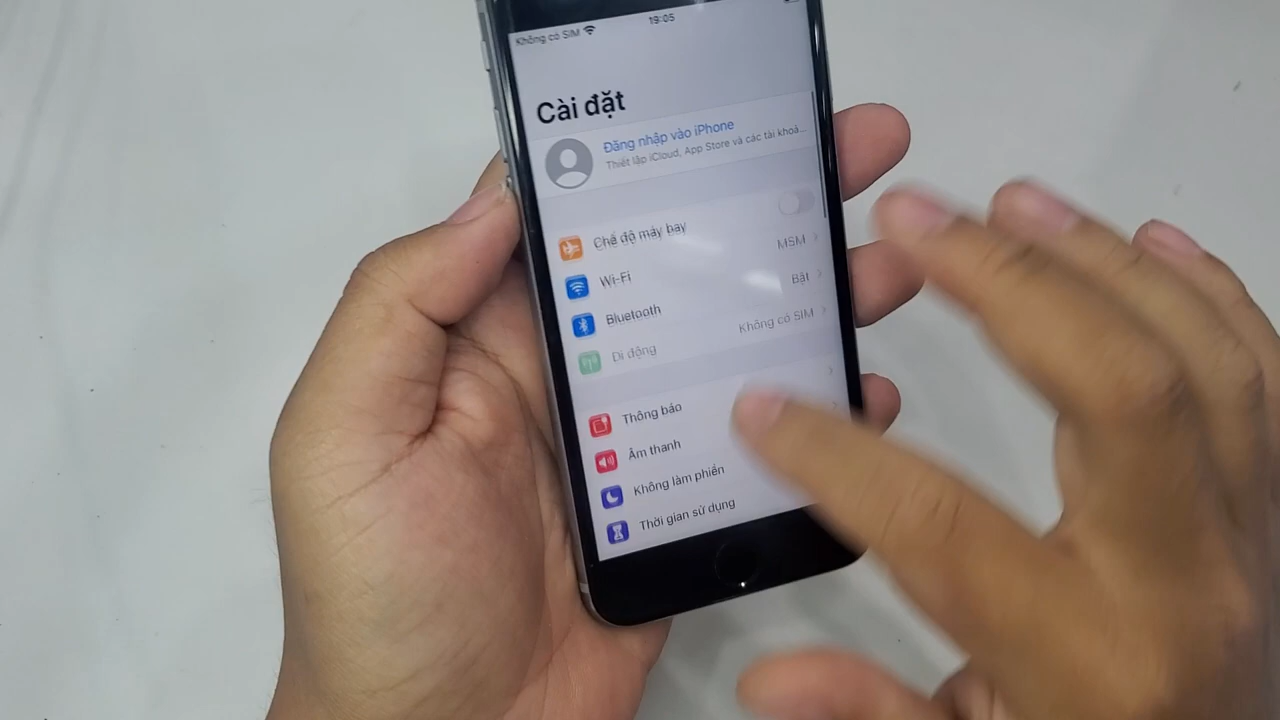 Không có SIM 19:05
Cài đặt
Đăng nhập vào iPhone
Thiết lập iCloud, App Store và các tài khoả...
Chế độ máy bay
Wi-Fi MSM
Bluetooth Bật
Di động Không có SIM
Thông báo
Âm thanh
Không làm phiền
Thời gian sử dụng